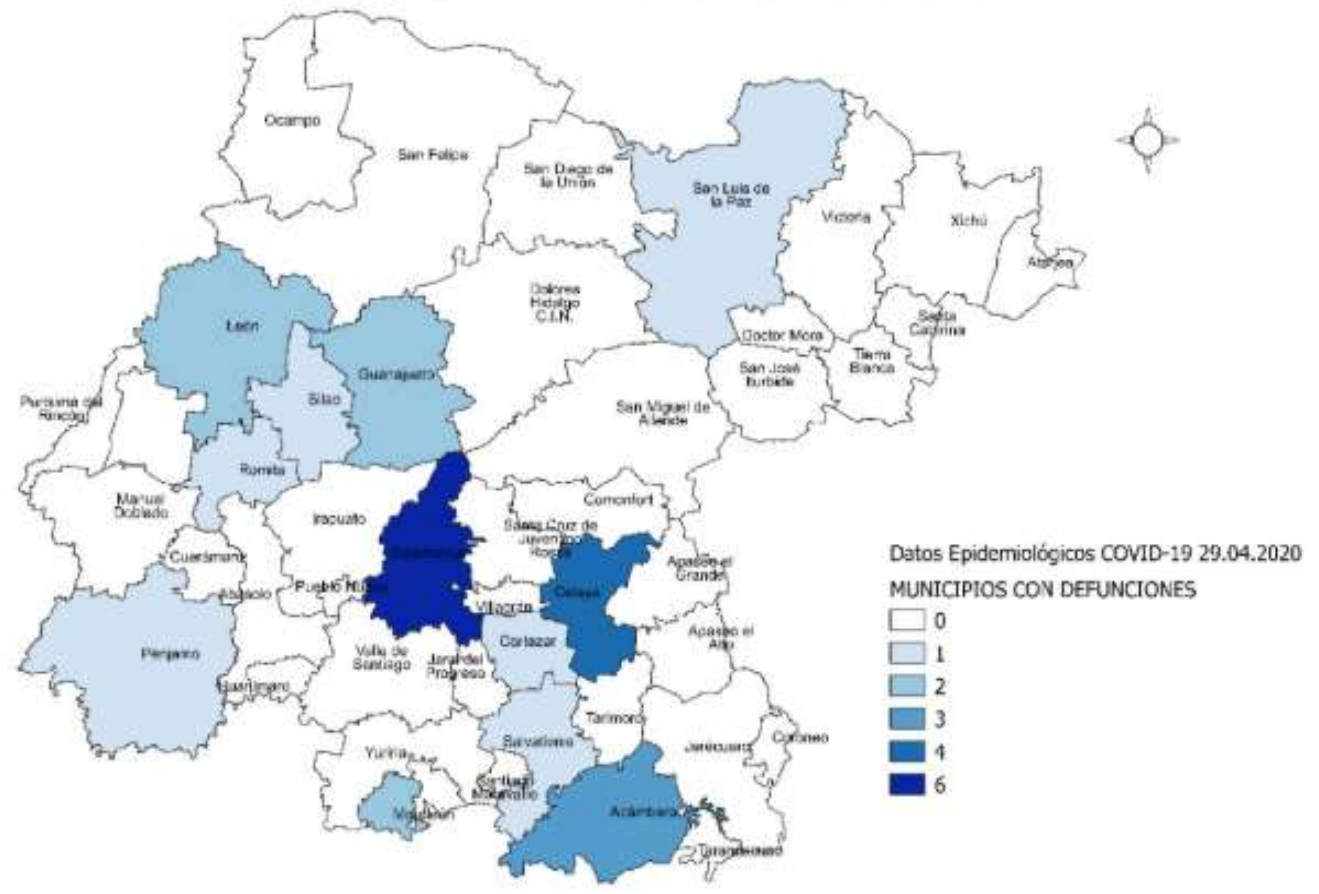 Ocampo
San Felipe
San Diego de
la Unión
San Luis de
la Paz
Victoria
Xichú
Atarjea
Dolores
Hidalgo
C.I.N.
León
Guanajuato
Doctor Mora
Santa
Catarina
Tierra
Blanca
San José
Iturbide
Silao
Purísima del
Rincón
San Miguel de
Allende
Romita
Manuel
Doblado
Irapuato
Comonfort
Santa Cruz de
Juventino
Rosas
Cuerámaro
Salamanca
Apaseo el
Grande
Abasolo
Pueblo Nuevo
Celaya
Villagrán
Pénjamo
Valle de
Santiago
Jaral del
Progreso
Cortazar
Apaseo el
Alto
Huanímaro
Tarimoro
Yuriria
Salvatierra
Jerécuaro
Coroneo
Santiago
Maravatío
Moroleón
Acámbaro
Tarandacuao
Datos Epidemiológicos COVID-19 29.04.2020
MUNICIPIOS CON DEFUNCIONES
0
1
2
3
4
6